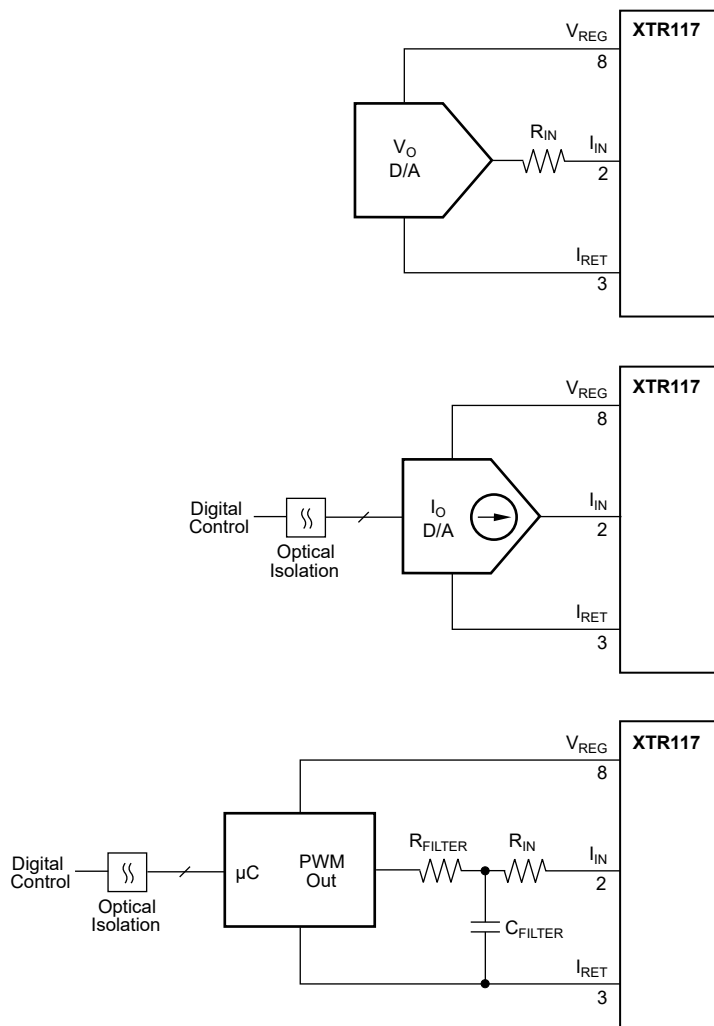 V_REG XTR117
8
V_O
D/A
R_IN
I_IN
2
I_RET
3
V_REG XTR117
8
Digital
Control
Optical
Isolation
I_O
D/A
I_IN
2
I_RET
3
V_REG XTR117
8
Digital
Control
Optical
Isolation
µC
PWM
Out
R_FILTER
R_IN
C_FILTER
I_IN
2
I_RET
3